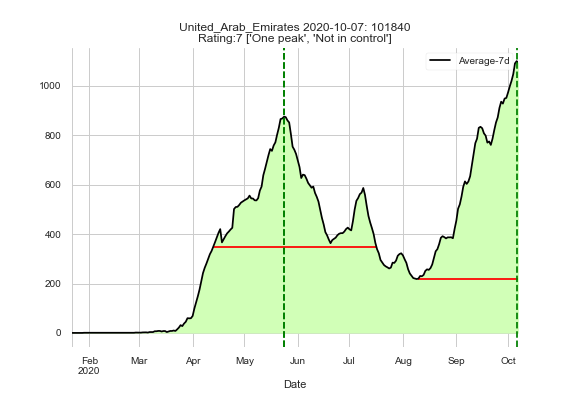 United_Arab_Emirates 2020-10-07: 101840
Rating:7 ['One peak', 'Not in control']
Average-7d
1000
800
600
400
200
0
Feb Mar Apr May Jun Jul Aug Sep Oct
2020
Date